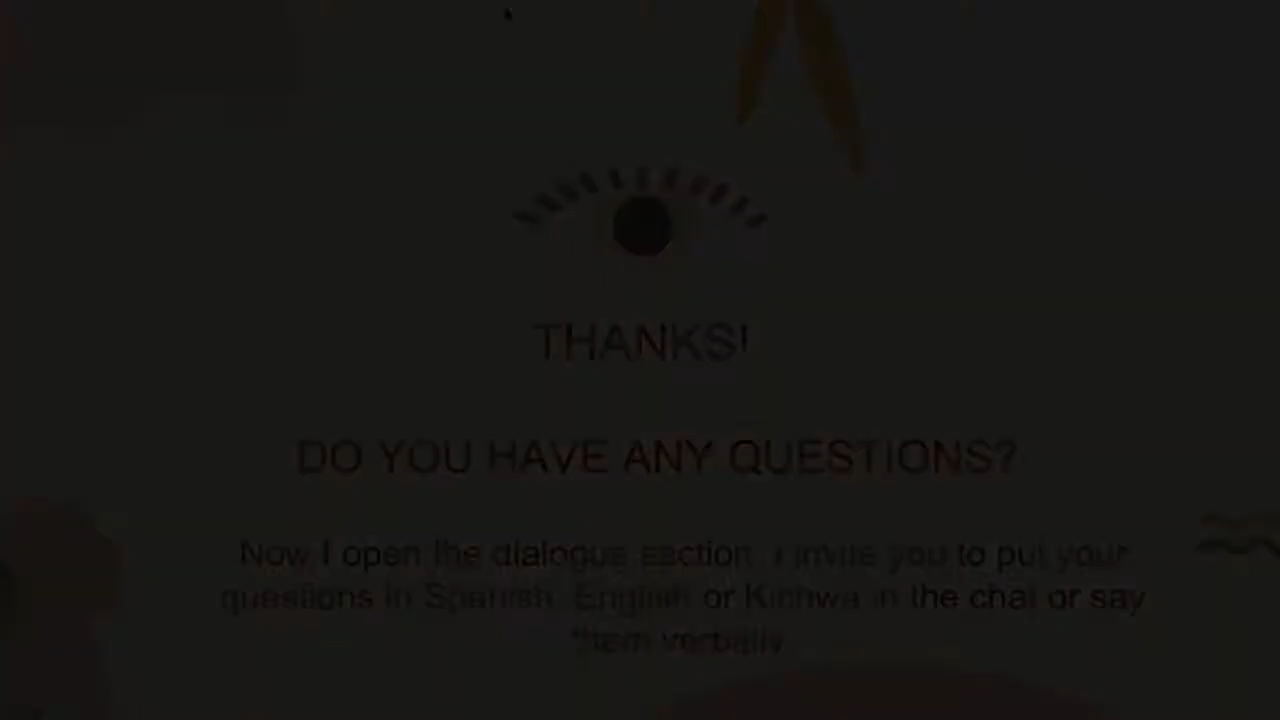 THANKS!
DO YOU HAVE ANY QUESTIONS?
Now I open the dialogue section. I invite you to put your
questions in Spanish, English or Kichwa in the chat or say
them verbally